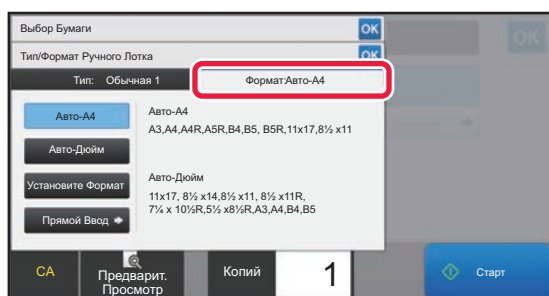 Выбор Бумаги
OK
OK
Тип/Формат Ручного Лотка
OK
Тип: Обычная 1
Формат:Авто-A4
Авто-A4
Авто-A4
A3,A4,A4R,A5R,B4,B5, B5R,11x17,8½ x11
Авто-Дюйм
Установите Формат
Авто-Дюйм
11x17, 8½ x14,8½ x11, 8½ x11R,
7¼ x 10½R,5½ x8½R,A3,A4,B4,B5
Прямой Ввод
CA
Предварит.
Просмотр
Копий
1
Старт